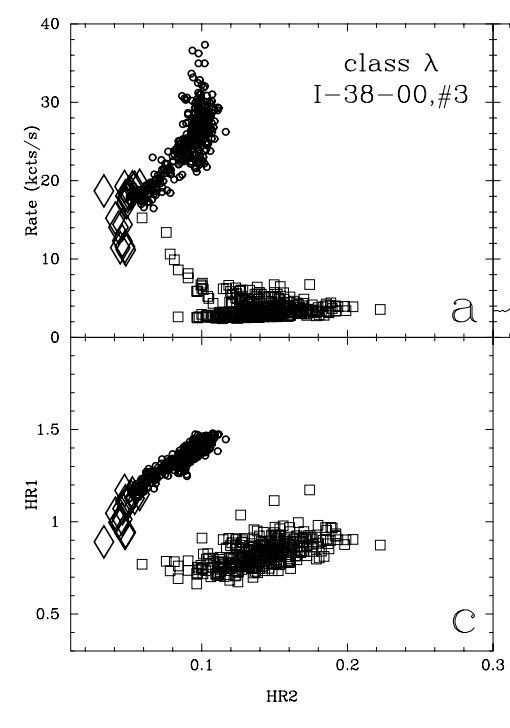 40
class λ
I-38-00,#3
30
Rate (kcts/s)
20
10
a
0
1.5
HR1
1
0.5
c
0.1 0.2 0.3
HR2